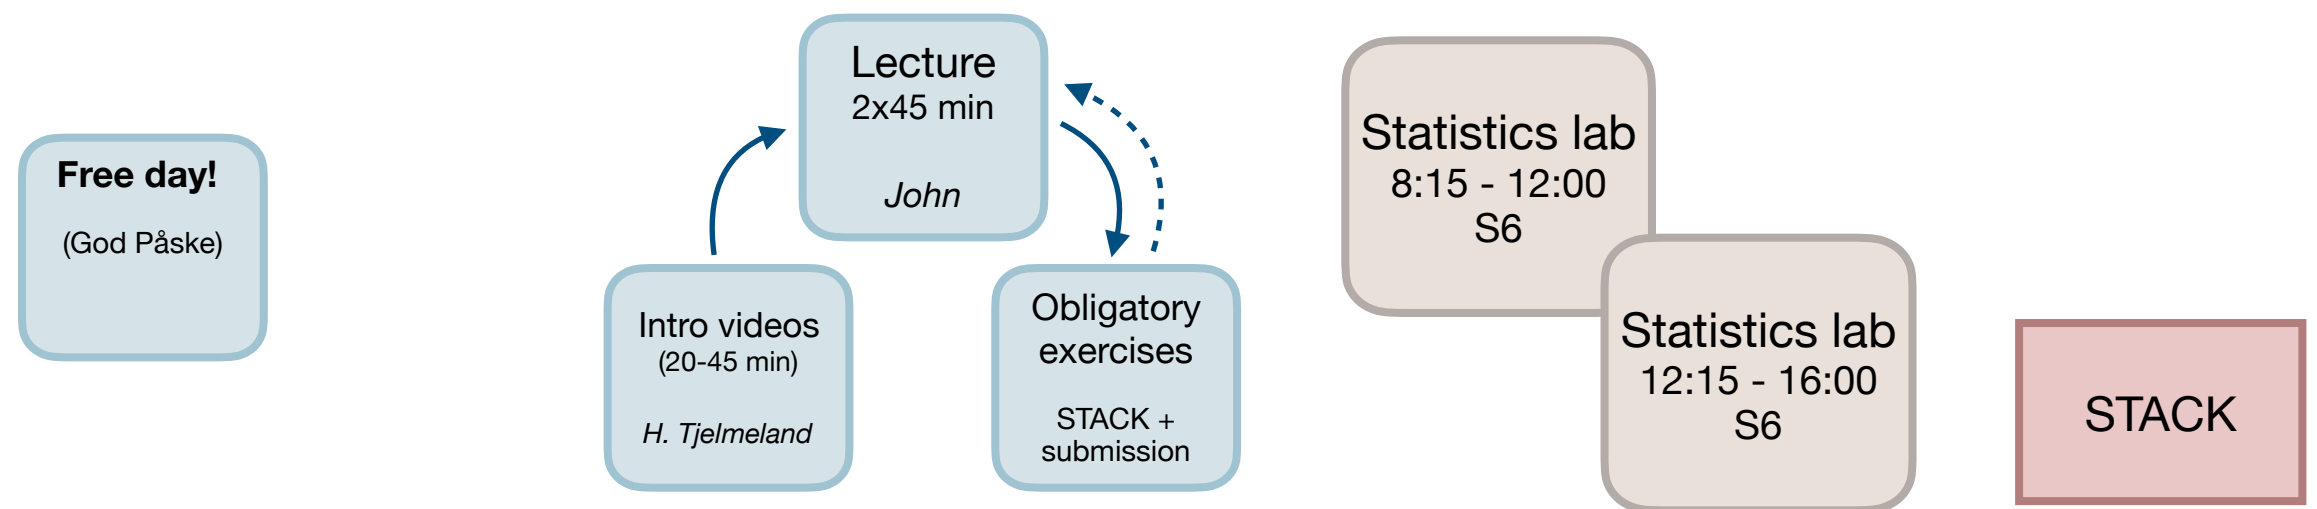 Free day!
(God Påske)
Lecture
2x45 min
John
Intro videos
(20-45 min)
H. Tjelmeland
Obligatory
exercises
STACK +
submission
Statistics lab
8:15 - 12:00
S6
Statistics lab
12:15 - 16:00
S6
STACK